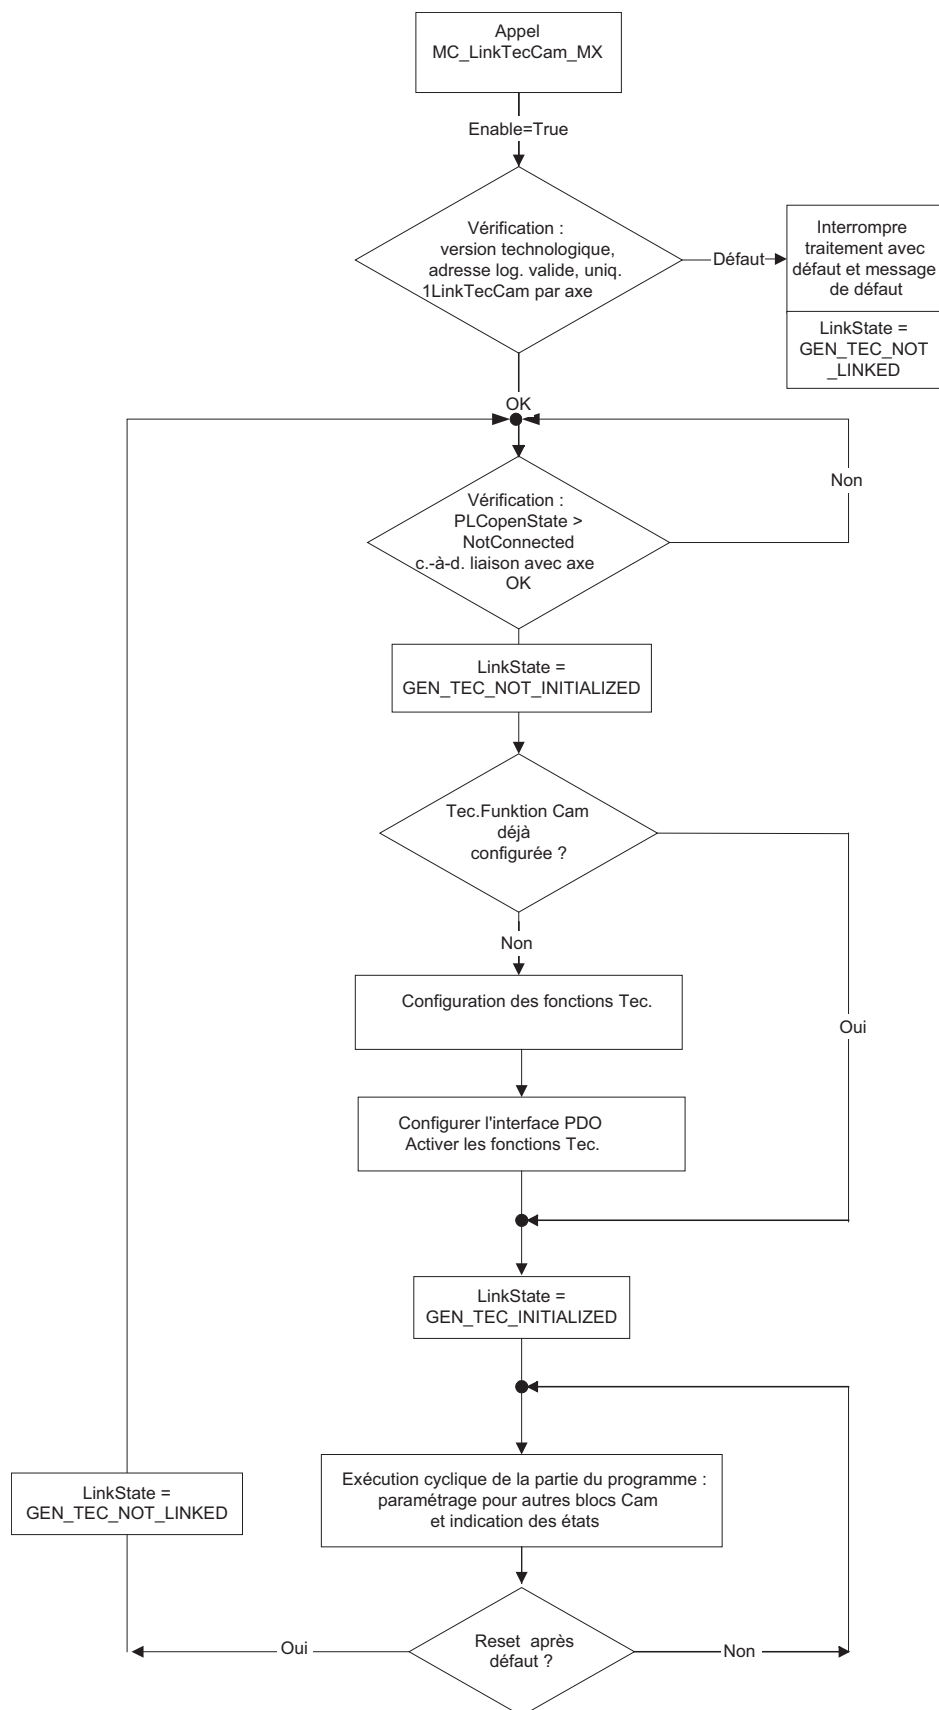 Appel
MC_LinkTecCam_MX
Enable=True
Vérification :
version technologique,
adresse log. valide, uniq.
1LinkTecCam par axe
Défaut
Interrompre
traitement avec
défaut et message
de défaut
LinkState =
GEN_TEC_NOT
_LINKED
OK
Non
Vérification :
PLCopenState >
NotConnected
c.-à-d. liaison avec axe
OK
LinkState =
GEN_TEC_NOT_INITIALIZED
Tec.Funktion Cam
déjà
configurée ?
Non
Oui
Configuration des fonctions Tec.
Configurer l'interface PDO
Activer les fonctions Tec.
LinkState =
GEN_TEC_INITIALIZED
LinkState =
GEN_TEC_NOT_LINKED
Exécution cyclique de la partie du programme :
paramétrage pour autres blocs Cam
et indication des états
Oui
Reset après
défaut ?
Non